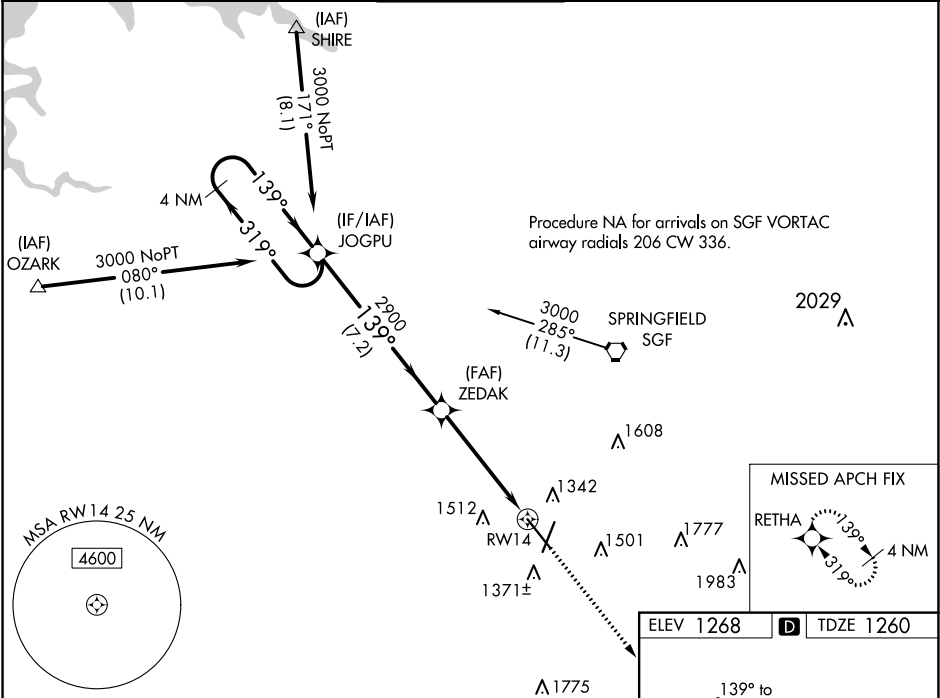 (IAF)
SHIRE
3000 NoPT
171°
(8.1)
4 NM
139°
319°
(IF/IAF)
JOGPU
(IAF)
OZARK
3000 NoPT
080°
(10.1)
Procedure NA for arrivals on SGF VORTAC
airway radials 206 CW 336.
2900
139°
(7.2)
3000
285°
(11.3)
SPRINGFIELD
SGF
2029
(FAF)
ZEDAK
1608
1342
1512
RW14
1501
1777
1371±
1983
1775
MISSED APCH FIX
RETHA
139°
319°
4 NM
MSA RW14 25 NM
4600
ELEV 1268
D
TDZE 1260
139° to